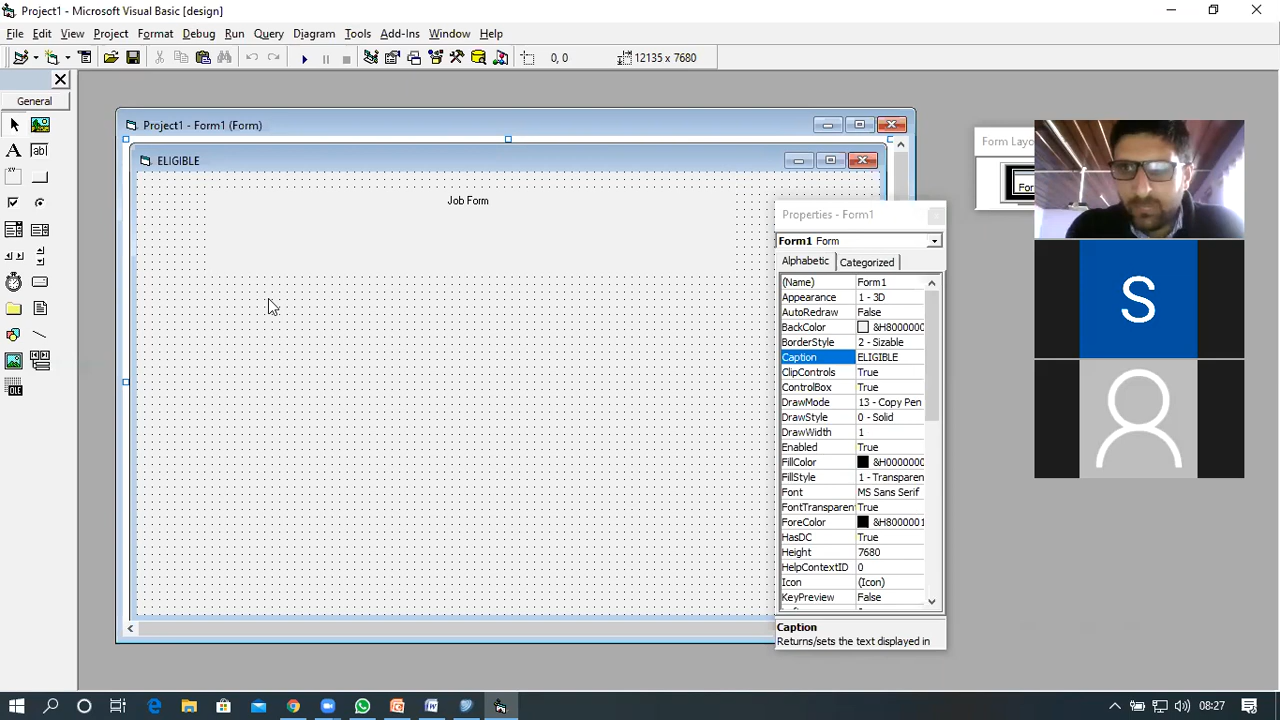 Project1 - Microsoft Visual Basic [design]
File Edit View Project Format Debug Run Query Diagram Tools Add-Ins Window Help
0, 0 12135 x 7680
General
Project1 - Form1 (Form)
ELIGIBLE
Job Form
Form Layo
For
Properties - Form1
Form1 Form
Alphabetic Categorized
(Name) Form1
Appearance 1 - 3D
AutoRedraw False
BackColor &H8000000
BorderStyle 2 - Sizable
Caption ELIGIBLE
ClipControls True
ControlBox True
DrawMode 13 - Copy Pen
DrawStyle 0 - Solid
DrawWidth 1
Enabled True
FillColor &H0000000
FillStyle 1 - Transparen
Font MS Sans Serif
FontTransparen True
ForeColor &H8000001
HasDC True
Height 7680
HelpContextID 0
Icon (Icon)
KeyPreview False
Caption
Returns/sets the text displayed in
S
08:27